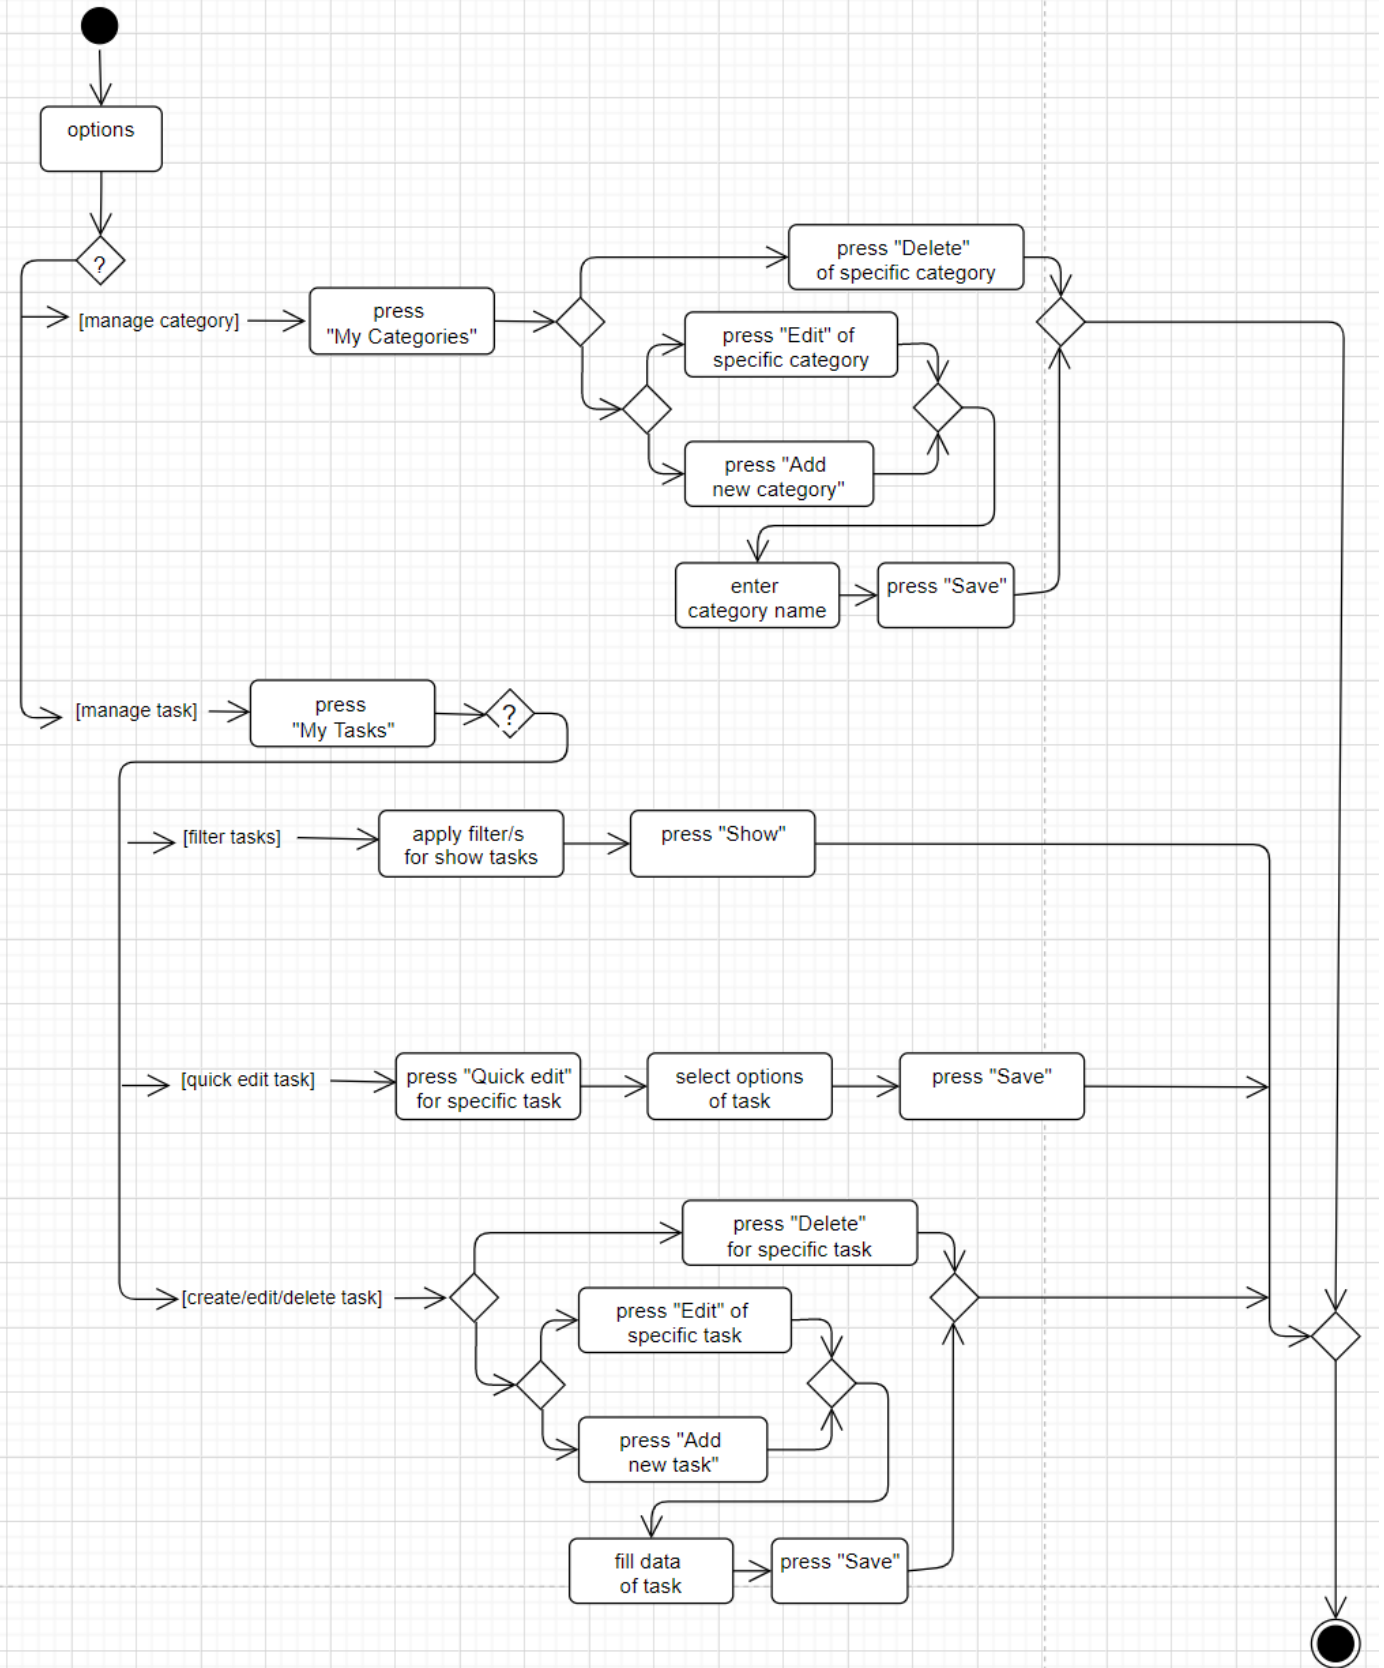 options
?
[manage category]
press
"My Categories"
press "Delete"
of specific category
press "Edit" of
specific category
press "Add
new category"
enter
category name
press "Save"
[manage task]
press
"My Tasks"
?
[filter tasks]
apply filter/s
for show tasks
press "Show"
[quick edit task]
press "Quick edit"
for specific task
select options
of task
press "Save"
[create/edit/delete task]
press "Delete"
for specific task
press "Edit" of
specific task
press "Add
new task"
fill data
of task
press "Save"